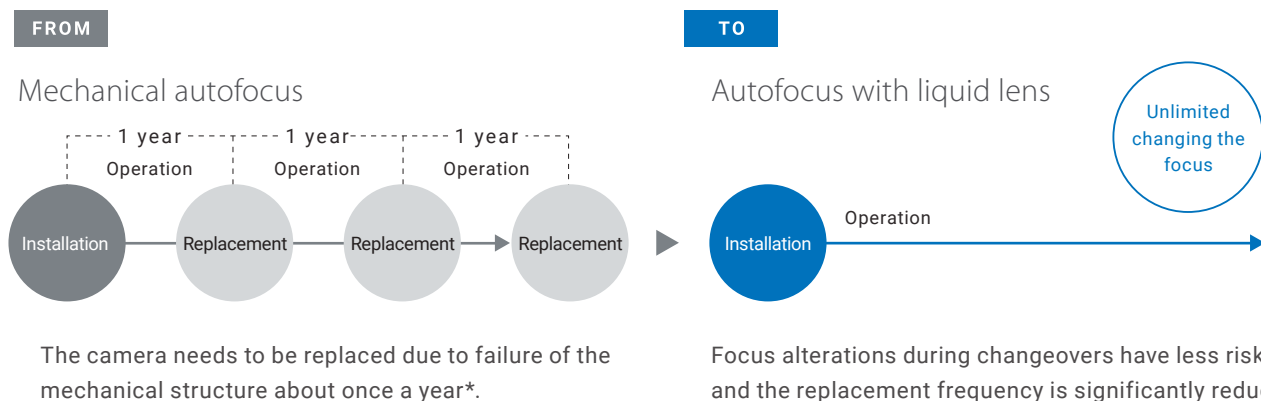 FROM
Mechanical autofocus
1 year 1 year 1 year
Operation Operation Operation
Installation Replacement Replacement Replacement
The camera needs to be replaced due to failure of the
mechanical structure about once a year*.
TO
Autofocus with liquid lens
Unlimited
changing the
focus
Operation
Installation
Focus alterations during changeovers have less risk
and the replacement frequency is significantly